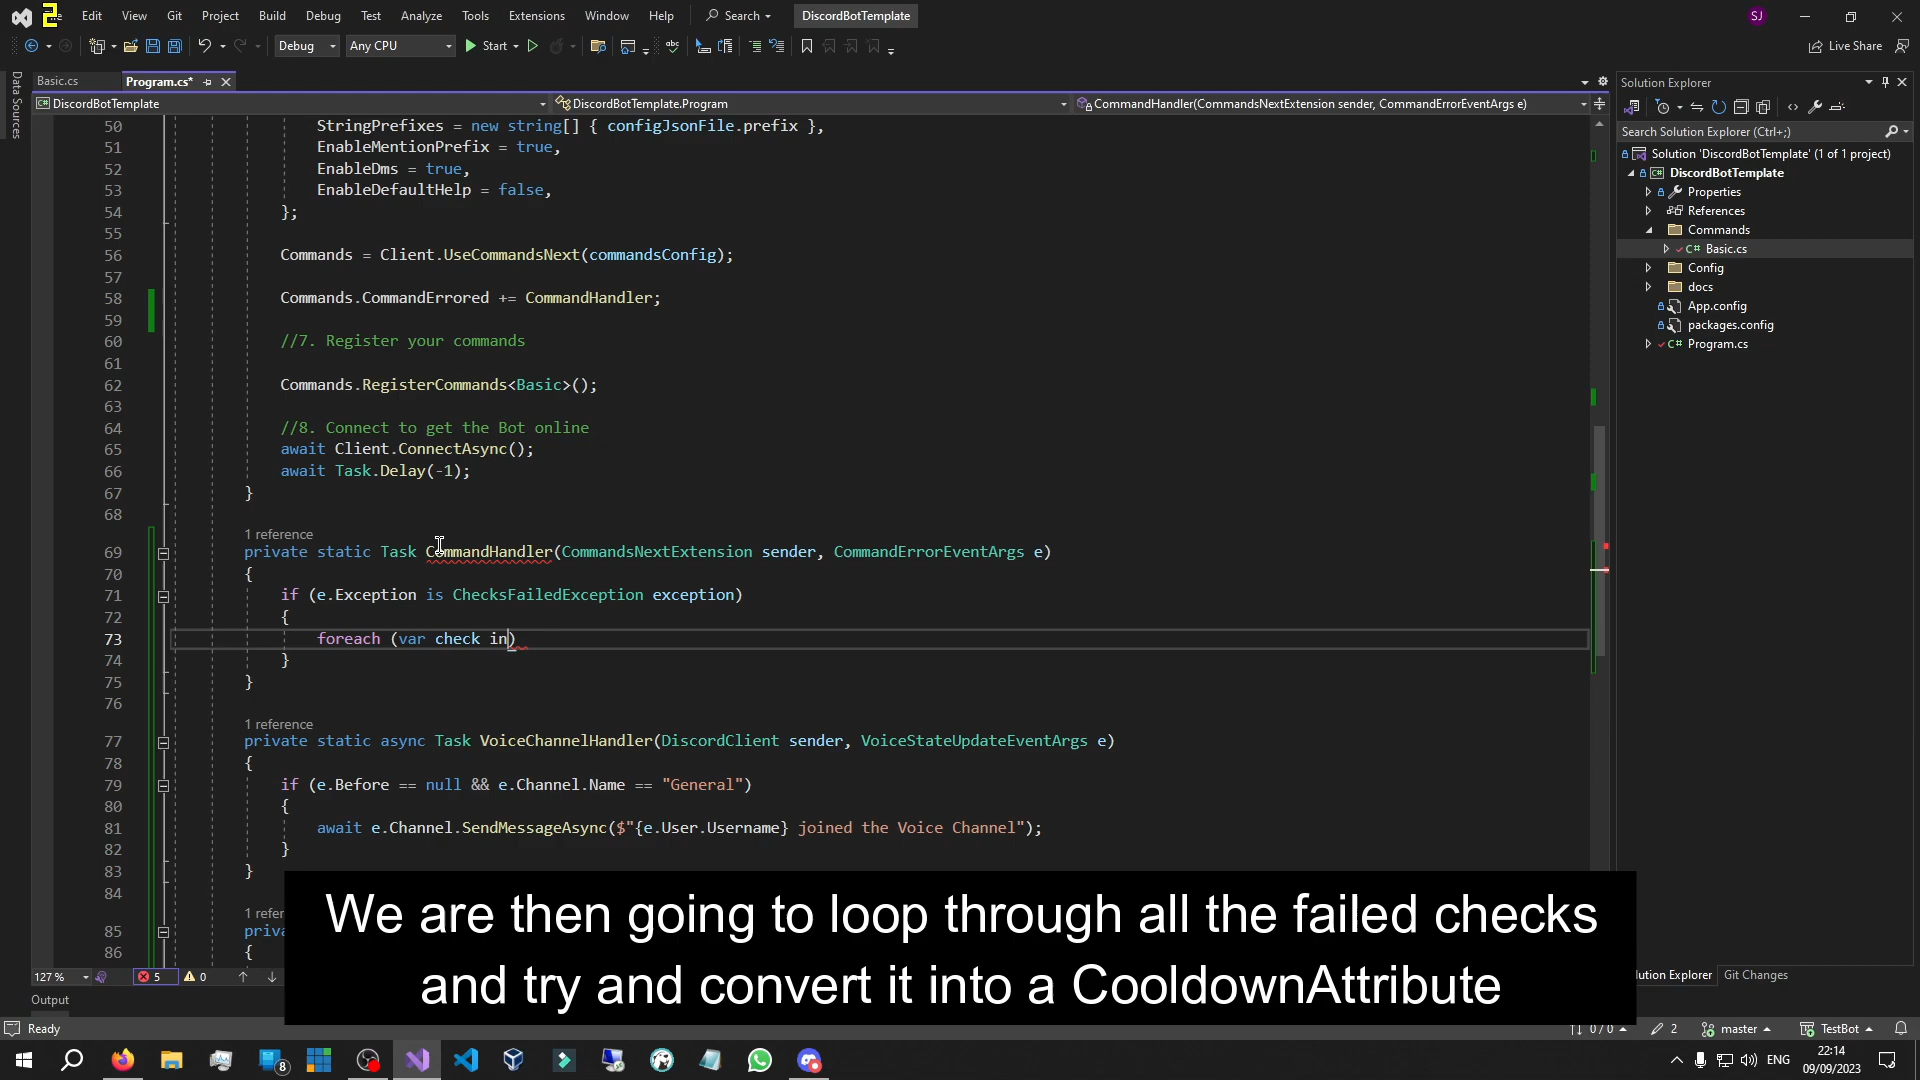 Edit View Git Project Build Debug Test Analyze Tools Extensions Window Help Search DiscordBotTemplate SJ
Debug Any CPU Start Live Share
Data Sources
Basic.cs Program.cs*
DiscordBotTemplate DiscordBotTemplate.Program CommandHandler(CommandsNextExtension sender, CommandErrorEventArgs e)
50 StringPrefixes = new string[] { configJsonFile.prefix },
51 EnableMentionPrefix = true,
52 EnableDms = true,
53 EnableDefaultHelp = false,
54 };
55
56 Commands = Client.UseCommandsNext(commandsConfig);
57
58 Commands.CommandErrored += CommandHandler;
59
60 //7. Register your commands
61
62 Commands.RegisterCommands<Basic>();
63
64 //8. Connect to get the Bot online
65 await Client.ConnectAsync();
66 await Task.Delay(-1);
67 }
68
1 reference
69 private static Task CommandHandler(CommandsNextExtension sender, CommandErrorEventArgs e)
70 {
71 if (e.Exception is ChecksFailedException exception)
72 {
73 foreach (var check in)
74 }
75 }
76
1 reference
77 private static async Task VoiceChannelHandler(DiscordClient sender, VoiceStateUpdateEventArgs e)
78 {
79 if (e.Before == null && e.Channel.Name == "General")
80 {
81 await e.Channel.SendMessageAsync($"{e.User.Username} joined the Voice Channel");
82 }
83 }
84
1 refer
85 priva
86 {
Solution Explorer
Search Solution Explorer (Ctrl+;)
Solution 'DiscordBotTemplate' (1 of 1 project)
DiscordBotTemplate
Properties
References
Commands
Basic.cs
Config
docs
App.config
packages.config
Program.cs
We are then going to loop through all the failed checks
and try and convert it into a CooldownAttribute
127 % 5 0
lution Explorer Git Changes
Output
Ready 0 / 0 2 master TestBot
8 ENG 22:14
09/09/2023